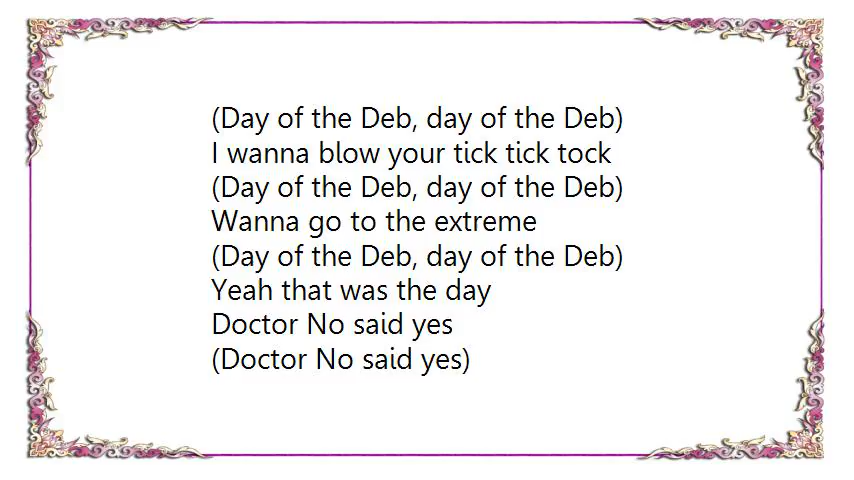 (Day of the Deb, day of the Deb)
I wanna blow your tick tick tock
(Day of the Deb, day of the Deb)
Wanna go to the extreme
(Day of the Deb, day of the Deb)
Yeah that was the day
Doctor No said yes
(Doctor No said yes)